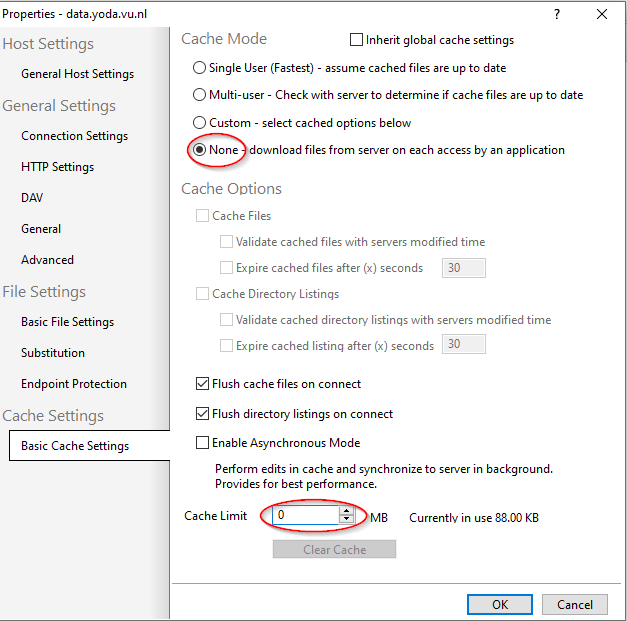 Properties - data.yoda.vu.nl
?
Host Settings
General Host Settings
General Settings
Connection Settings
HTTP Settings
DAV
General
Advanced
File Settings
Basic File Settings
Substitution
Endpoint Protection
Cache Settings
Basic Cache Settings
Cache Mode
Inherit global cache settings
Single User (Fastest) - assume cached files are up to date
Multi-user - Check with server to determine if cache files are up to date
Custom - select cached options below
None - download files from server on each access by an application
Cache Options
Cache Files
Validate cached files with servers modified time
Expire cached files after (x) seconds 30
Cache Directory Listings
Validate cached directory listings with servers modified time
Expire cached listing after (x) seconds 30
Flush cache files on connect
Flush directory listings on connect
Enable Asynchronous Mode
Perform edits in cache and synchronize to server in background.
Provides for best performance.
Cache Limit 0 MB Currently in use 88.00 KB
Clear Cache
OK Cancel